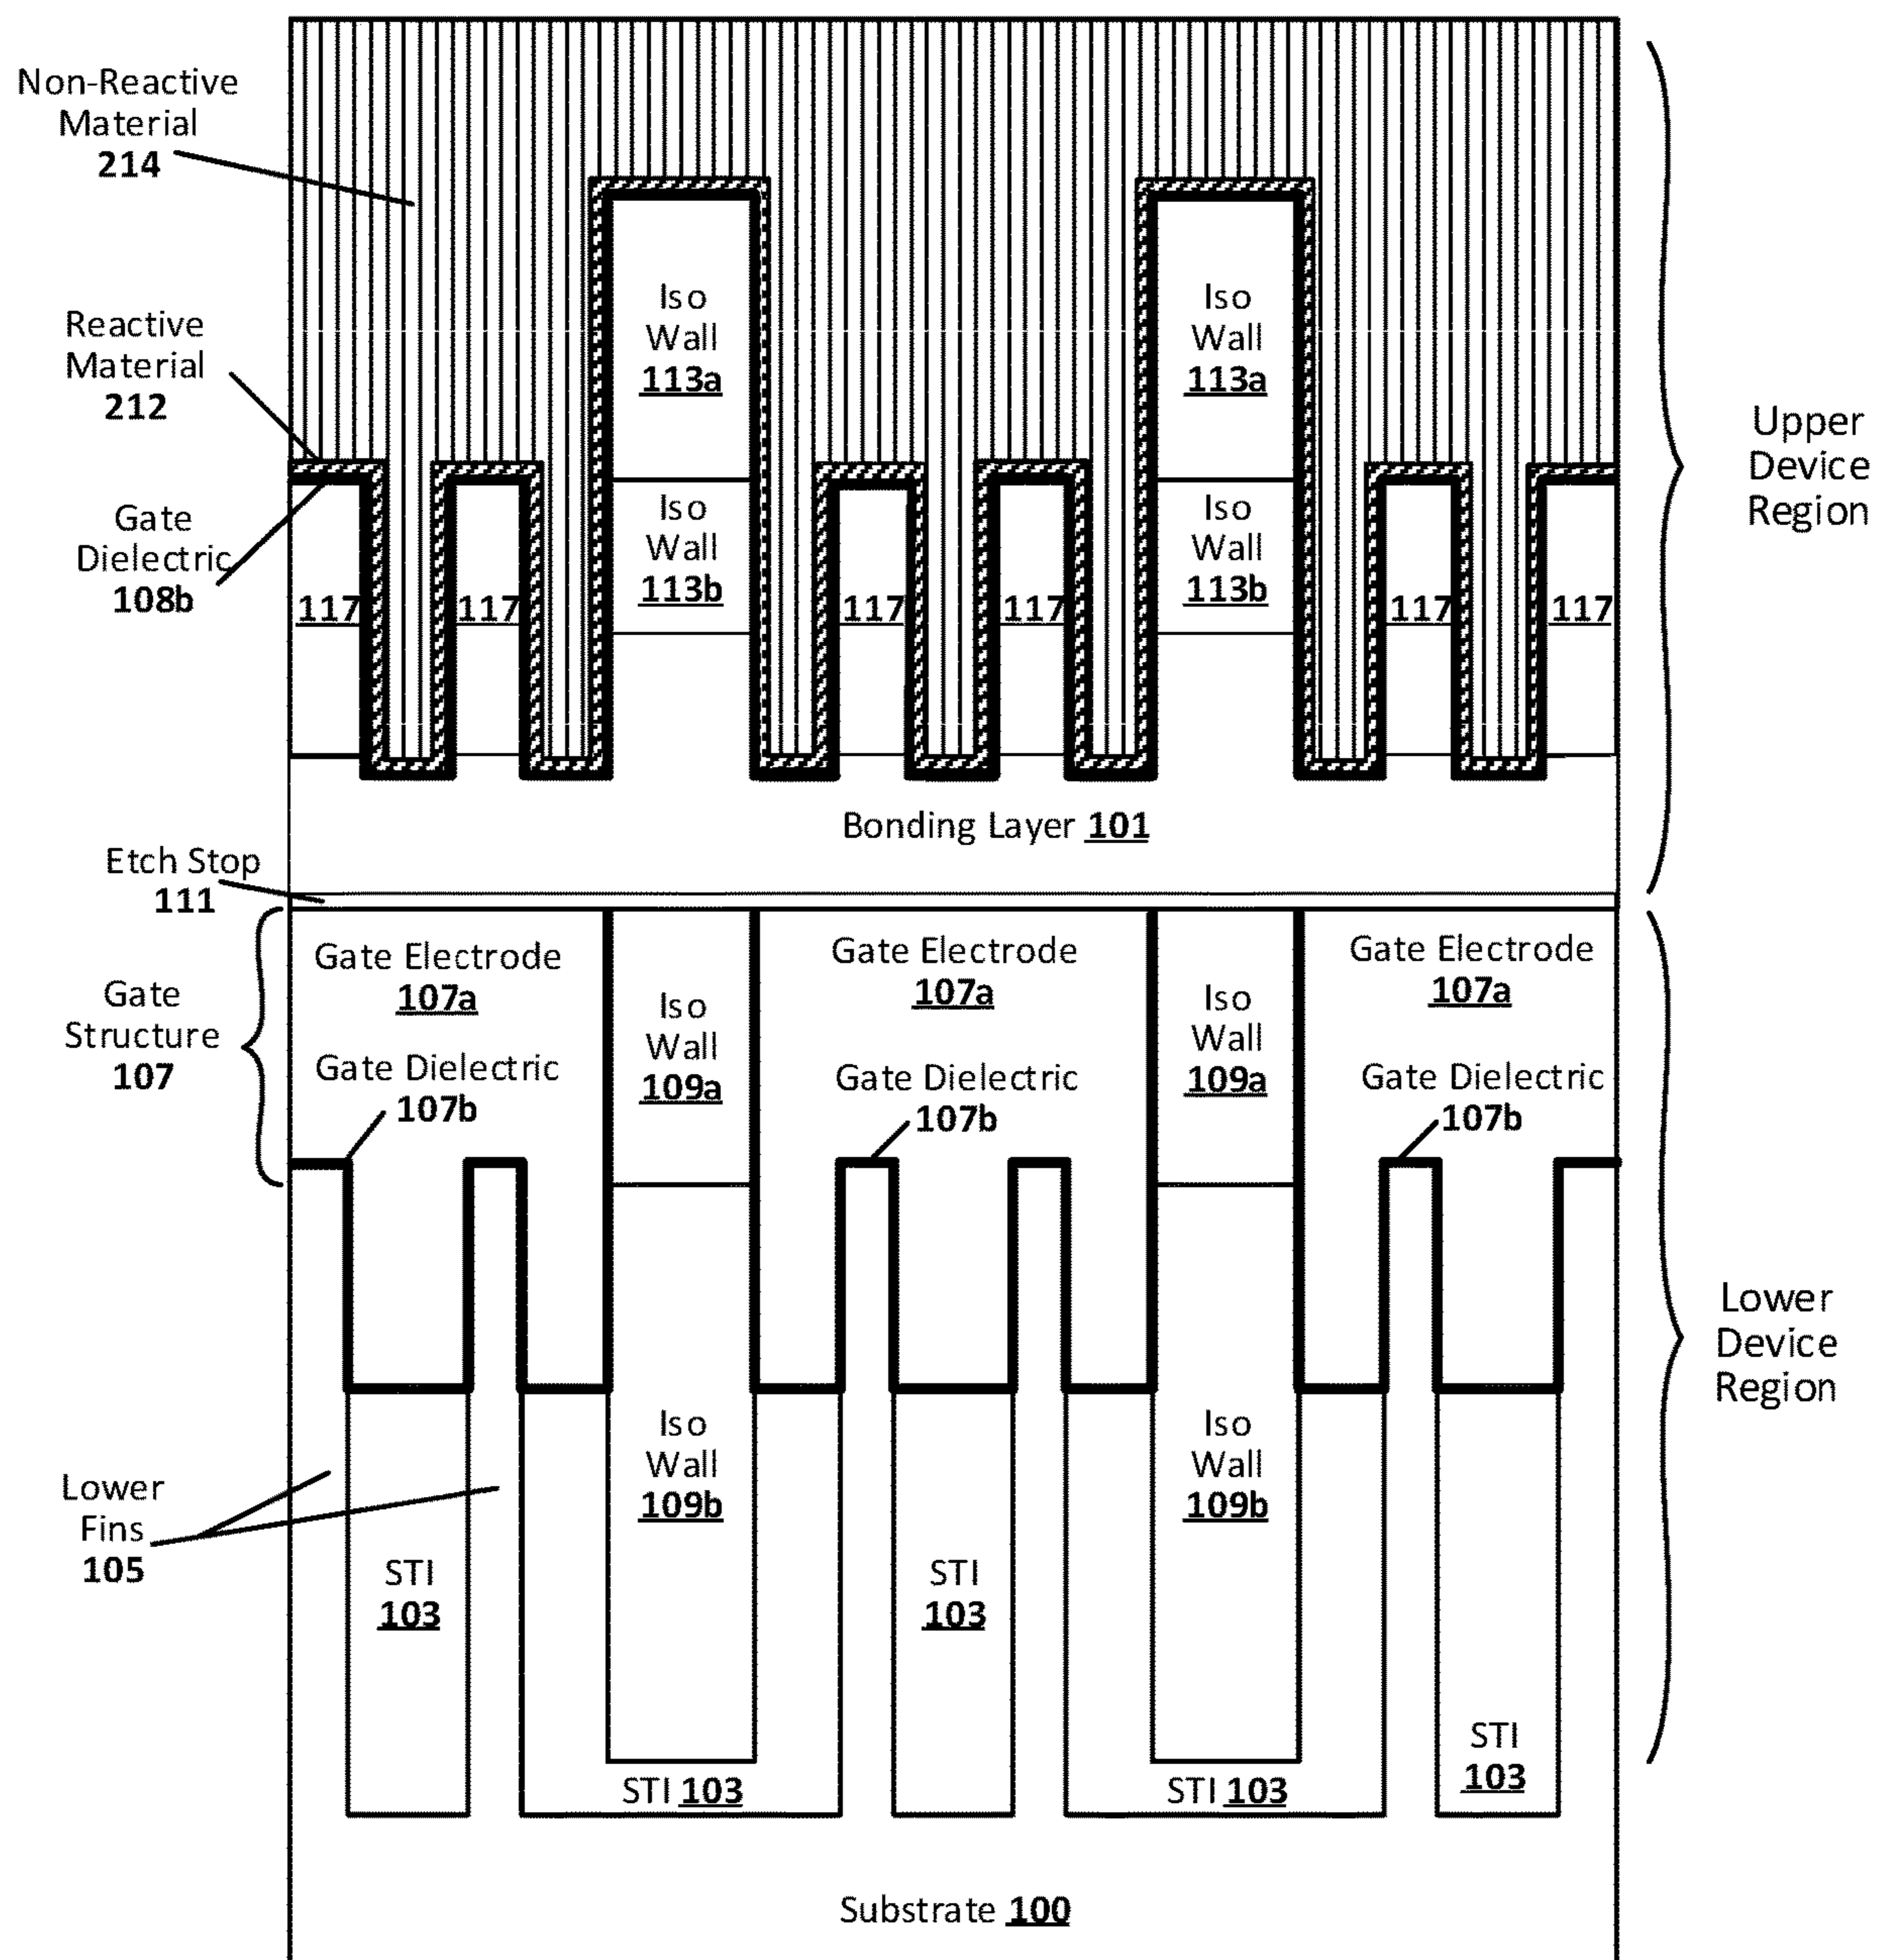 Non-Reactive
Material
214
Iso
Wall
113a
Iso
Wall
113a
Reactive
Material
212
Upper
Device
Region
Gate
Dielectric
108b
Iso
Wall
113b
Iso
Wall
113b
117 117 117 117 117 117
Bonding Layer 101
Etch Stop
111
Gate
Structure
107
Gate Electrode
107a
Gate Dielectric
107b
Iso
Wall
109a
Gate Electrode
107a
Gate Dielectric
107b
Iso
Wall
109a
Gate Electrode
107a
Gate Dielectric
107b
Lower
Device
Region
Lower
Fins
105
Iso
Wall
109b
Iso
Wall
109b
STI
103
STI
103
STI
103
STI 103
STI 103
Substrate 100